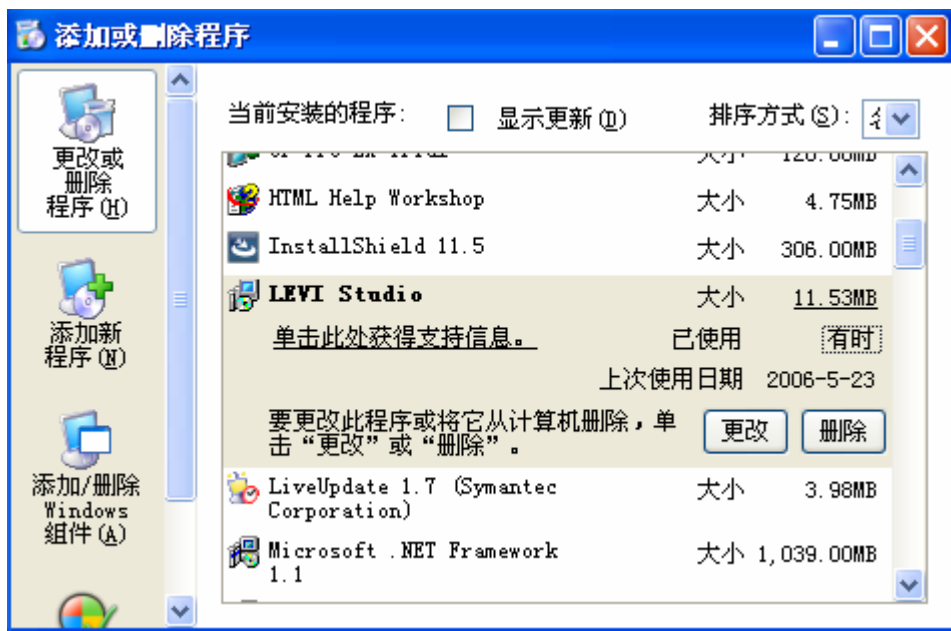 添加或删除程序
更改或
删除
程序(H)
添加新
程序(N)
添加/删除
Windows
组件(A)
当前安装的程序: 显示更新(D) 排序方式(S):
大小 120.00MB
HTML Help Workshop 大小 4.75MB
InstallShield 11.5 大小 306.00MB
LEVI Studio 大小 11.53MB
单击此处获得支持信息。 已使用 有时
上次使用日期 2006-5-23
要更改此程序或将它从计算机删除，单
击“更改”或“删除”。 更改 删除
LiveUpdate 1.7 (Symantec 大小 3.98MB
Corporation)
Microsoft .NET Framework 大小 1,039.00MB
1.1